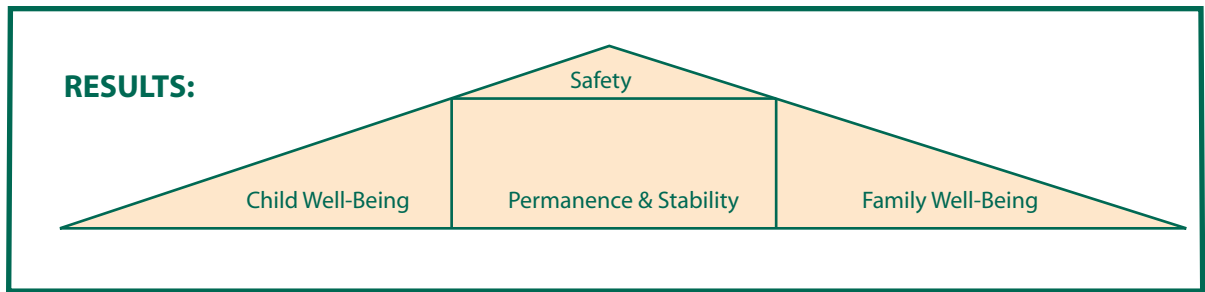 RESULTS:
Safety
Child Well-Being
Permanence & Stability
Family Well-Being